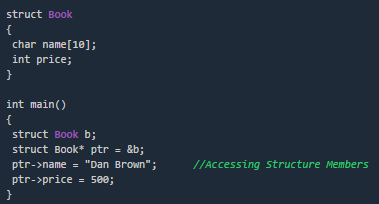 struct Book
{
 char name[10];
 int price;
}

int main()
{
 struct Book b;
 struct Book* ptr = &b;
 ptr->name = "Dan Brown";      //Accessing Structure Members
 ptr->price = 500;
}